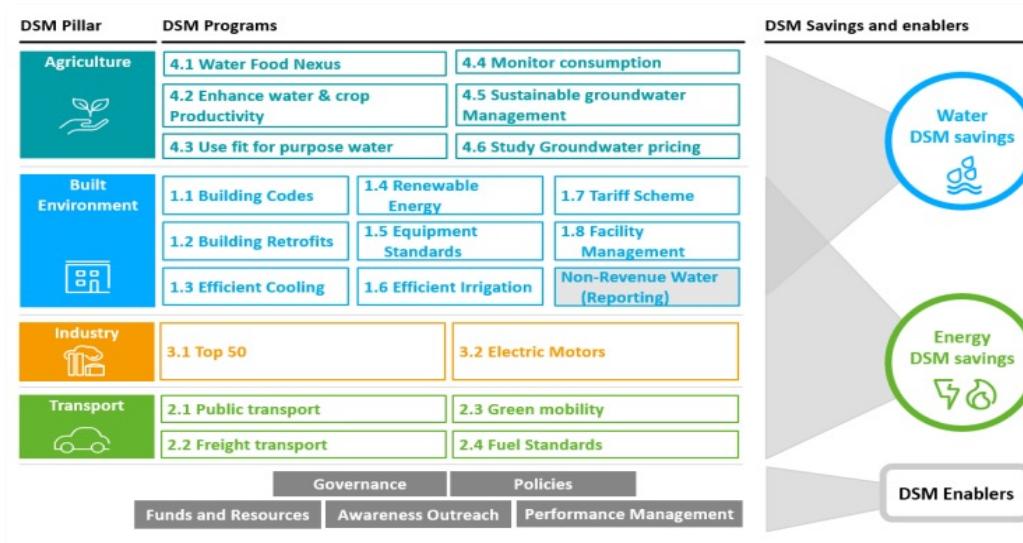 DSM Pillar
DSM Programs
DSM Savings and enablers
Agriculture
4.1 Water Food Nexus
4.4 Monitor consumption
4.2 Enhance water & crop
Productivity
4.5 Sustainable groundwater
Management
4.3 Use fit for purpose water
4.6 Study Groundwater pricing
Water
DSM savings
Built
Environment
1.1 Building Codes
1.4 Renewable
Energy
1.7 Tariff Scheme
1.2 Building Retrofits
1.5 Equipment
Standards
1.8 Facility
Management
1.3 Efficient Cooling
1.6 Efficient Irrigation
Non-Revenue Water
(Reporting)
Industry
3.1 Top 50
3.2 Electric Motors
Energy
DSM savings
Transport
2.1 Public transport
2.3 Green mobility
2.2 Freight transport
2.4 Fuel Standards
Governance
Policies
Funds and Resources
Awareness Outreach
Performance Management
DSM Enablers